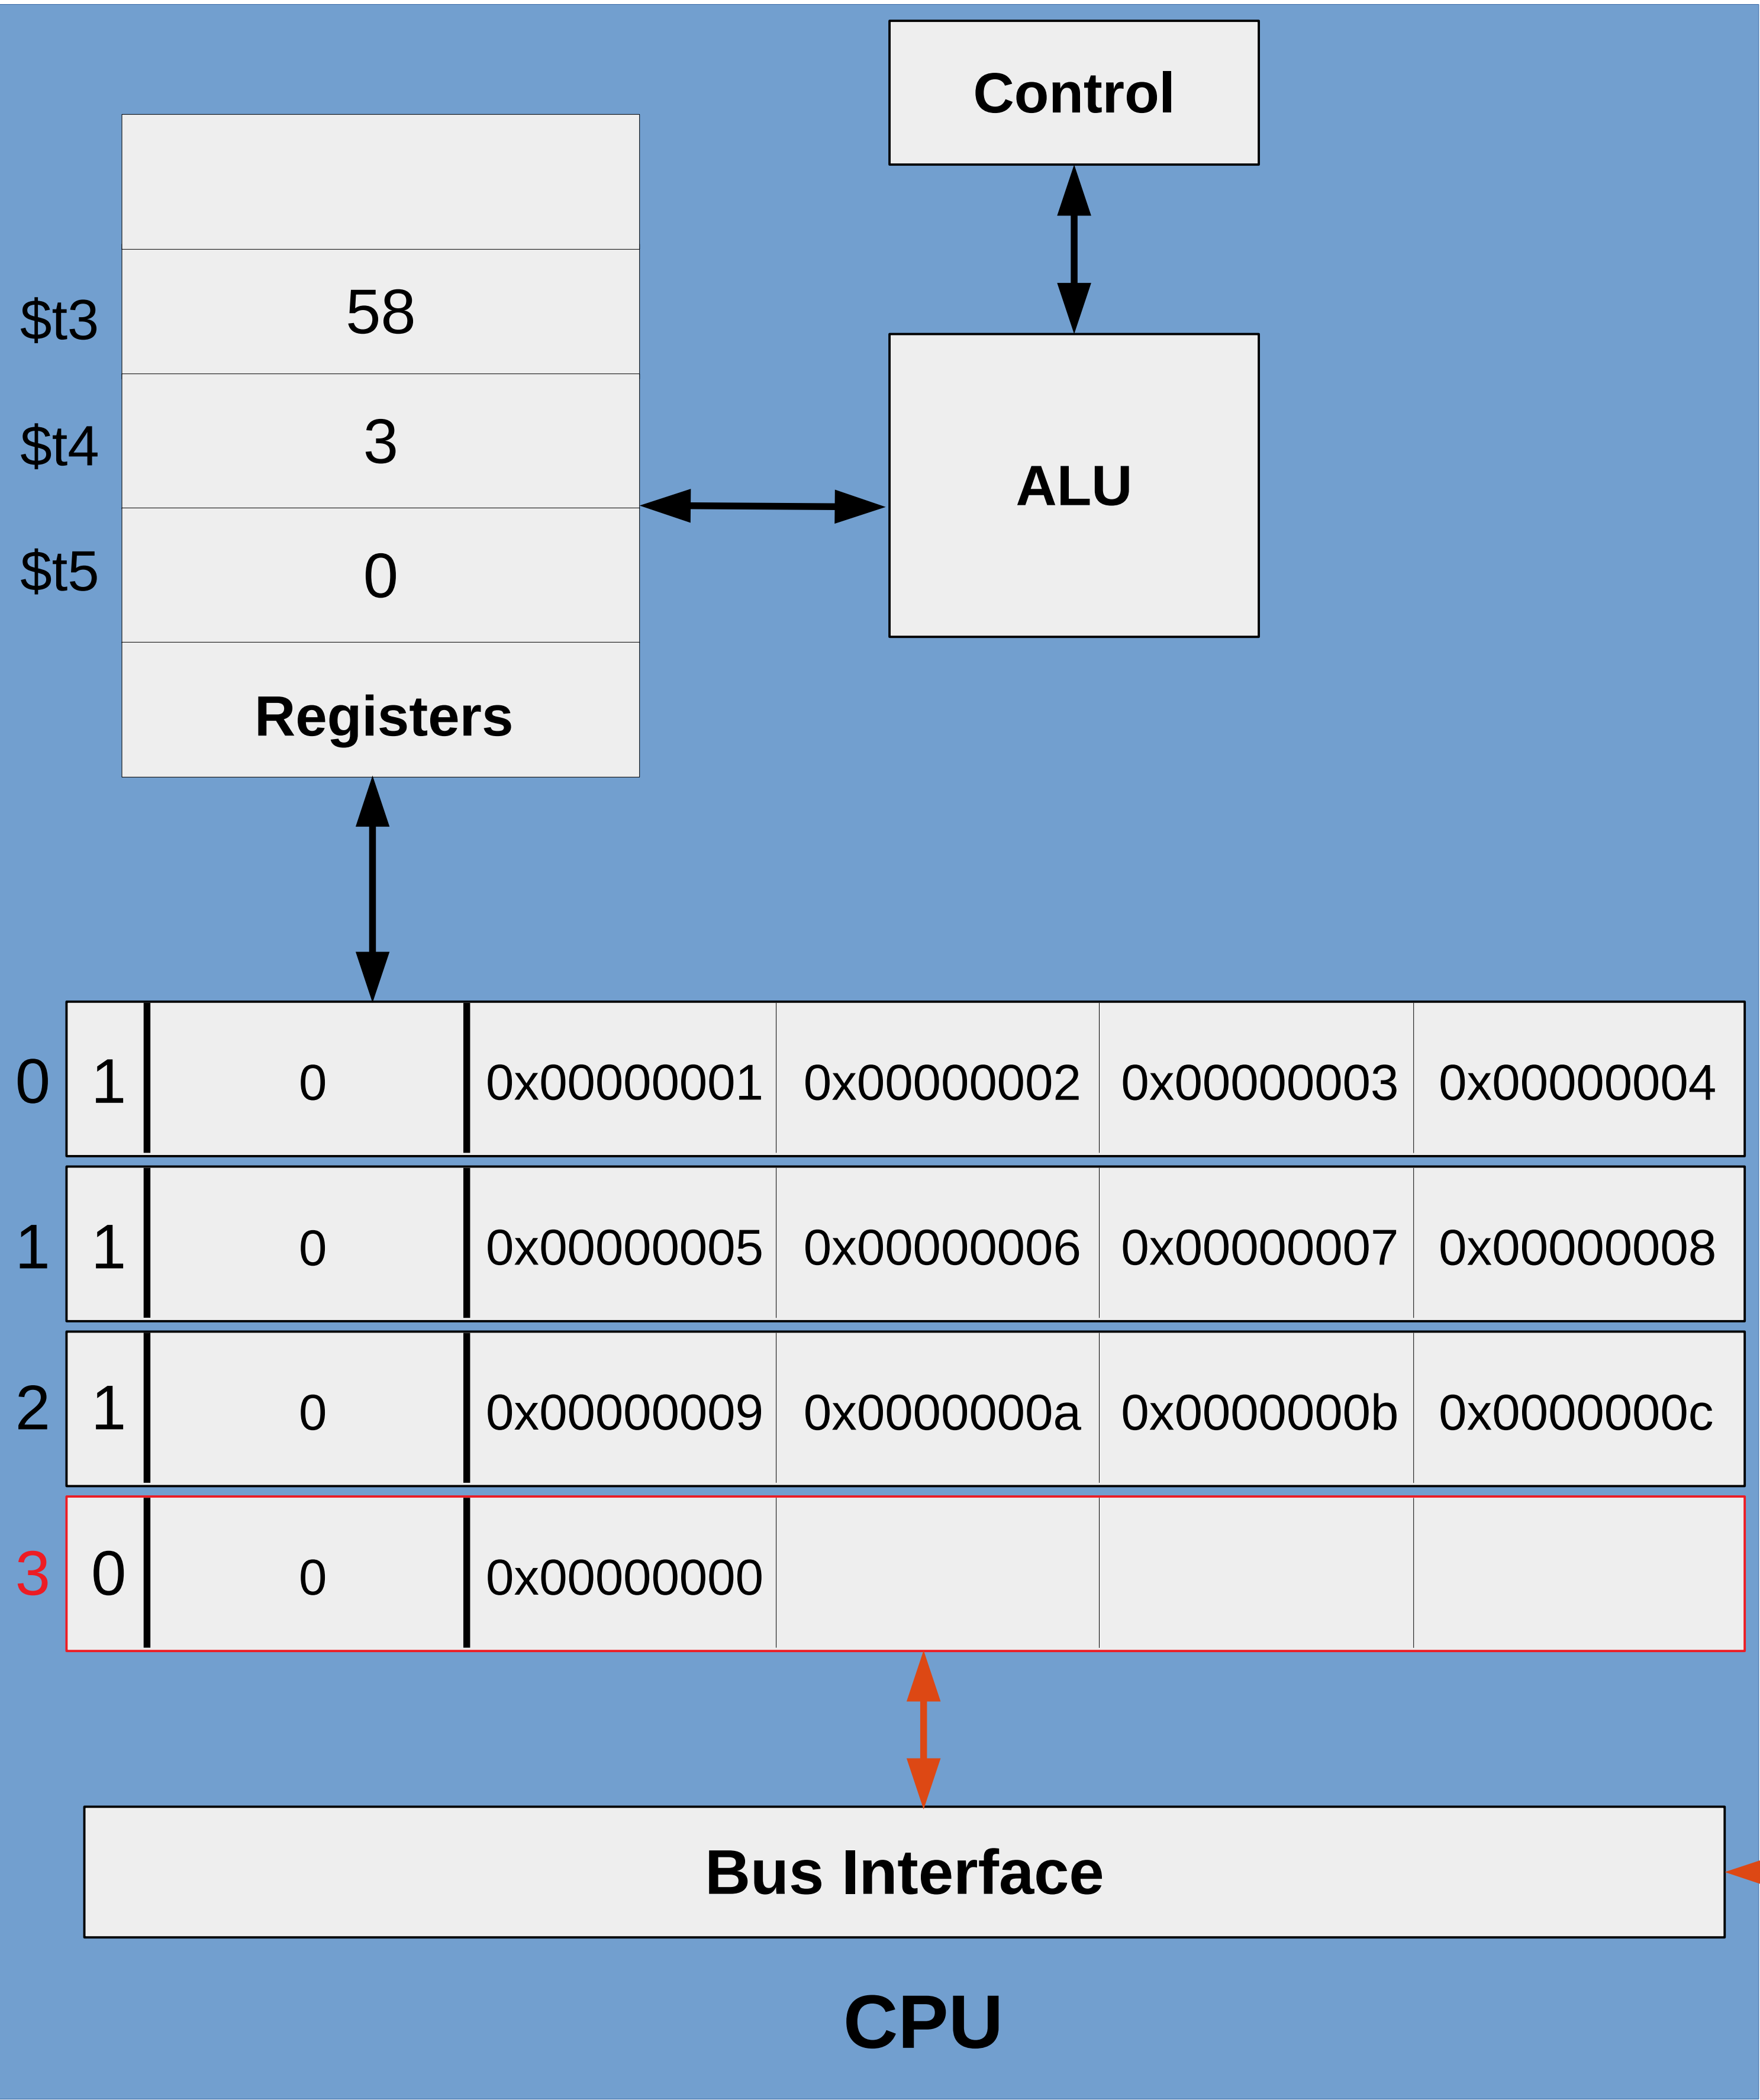 Control
$t3 58
$t4 3
ALU
$t5 0
Registers
0 1 0 0x00000001 0x00000002 0x00000003 0x00000004
1 1 0 0x00000005 0x00000006 0x00000007 0x00000008
2 1 0 0x00000009 0x0000000a 0x0000000b 0x0000000c
3 0 0 0x00000000
Bus Interface
CPU